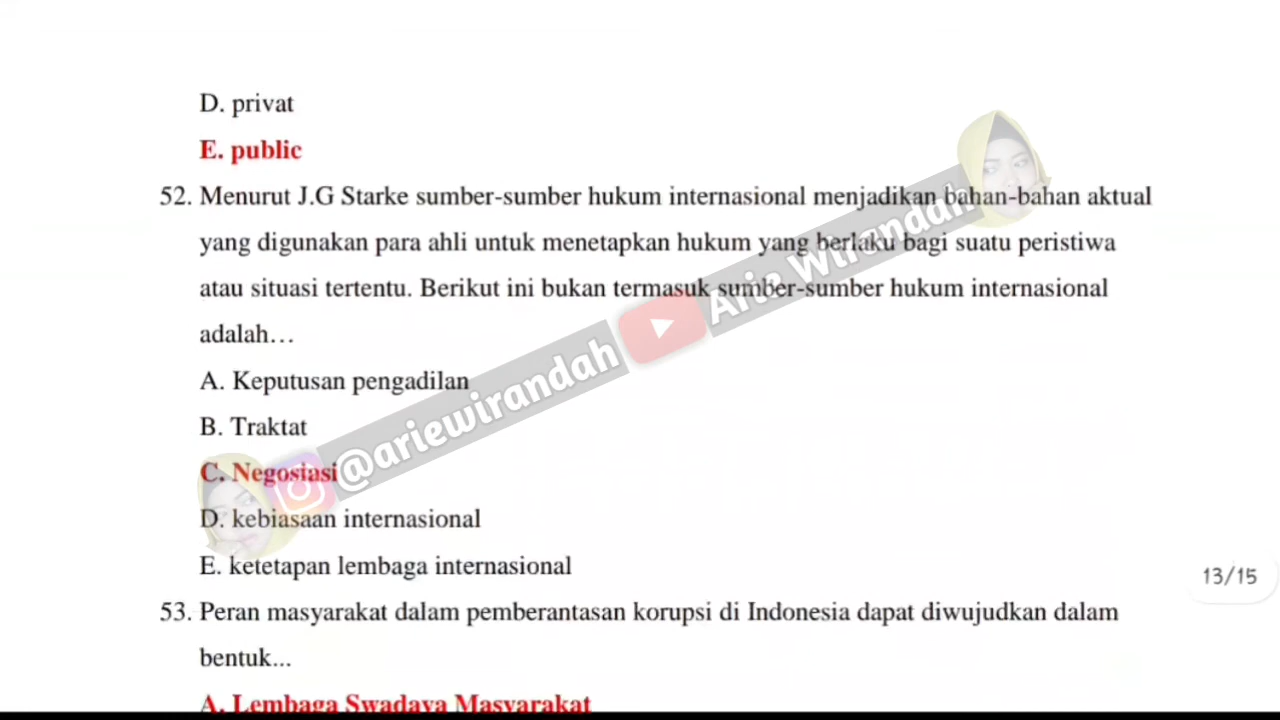 D. privat
E. public
52. Menurut J.G Starke sumber-sumber hukum internasional menjadikan bahan-bahan aktual
yang digunakan para ahli untuk menetapkan hukum yang berlaku bagi suatu peristiwa
atau situasi tertentu. Berikut ini bukan termasuk sumber-sumber hukum internasional
adalah…
A. Keputusan pengadilan
B. Traktat
C. Negosiasi
D. kebiasaan internasional
E. ketetapan lembaga internasional
53. Peran masyarakat dalam pemberantasan korupsi di Indonesia dapat diwujudkan dalam
bentuk...
A. Lembaga Swadaya Masyarakat
@ariewirandah
Arie Wirandah
13/15